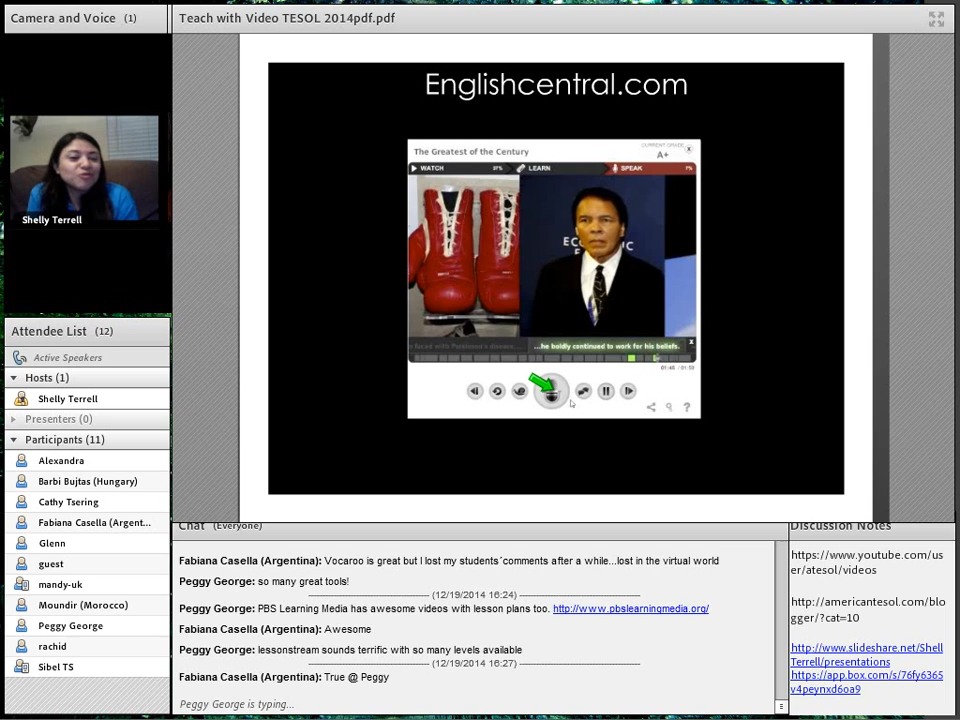 Camera and Voice (1)
Teach with Video TESOL 2014pdf.pdf
Shelly Terrell
Englishcentral.com
The Greatest of the Century
CURRENT GRADE
A+
WATCH 37%
LEARN
SPEAK 7%
...he boldly continued to work for his beliefs.
Attendee List (12)
Active Speakers
Hosts (1)
Shelly Terrell
Presenters (0)
Participants (11)
Alexandra
Barbi Bujtas (Hungary)
Cathy Tsering
Fabiana Casella (Argent...
Glenn
guest
mandy-uk
Moundir (Morocco)
Peggy George
rachid
Sibel TS
Chat (Everyone)
Fabiana Casella (Argentina): Vocaroo is great but I lost my students´comments after a while...lost in the virtual world
Peggy George: so many great tools!
(12/19/2014 16:24)
Peggy George: PBS Learning Media has awesome videos with lesson plans too. http://www.pbslearningmedia.org/
Fabiana Casella (Argentina): Awesome
Peggy George: lessonstream sounds terrific with so many levels available
(12/19/2014 16:27)
Fabiana Casella (Argentina): True @ Peggy
Peggy George is typing...
Discussion Notes
https://www.youtube.com/us
er/atesol/videos
http://americantesol.com/blo
gger/?cat=10
http://www.slideshare.net/Shell
Terrell/presentations
https://app.box.com/s/76fy6365
v4peynxd6oa9